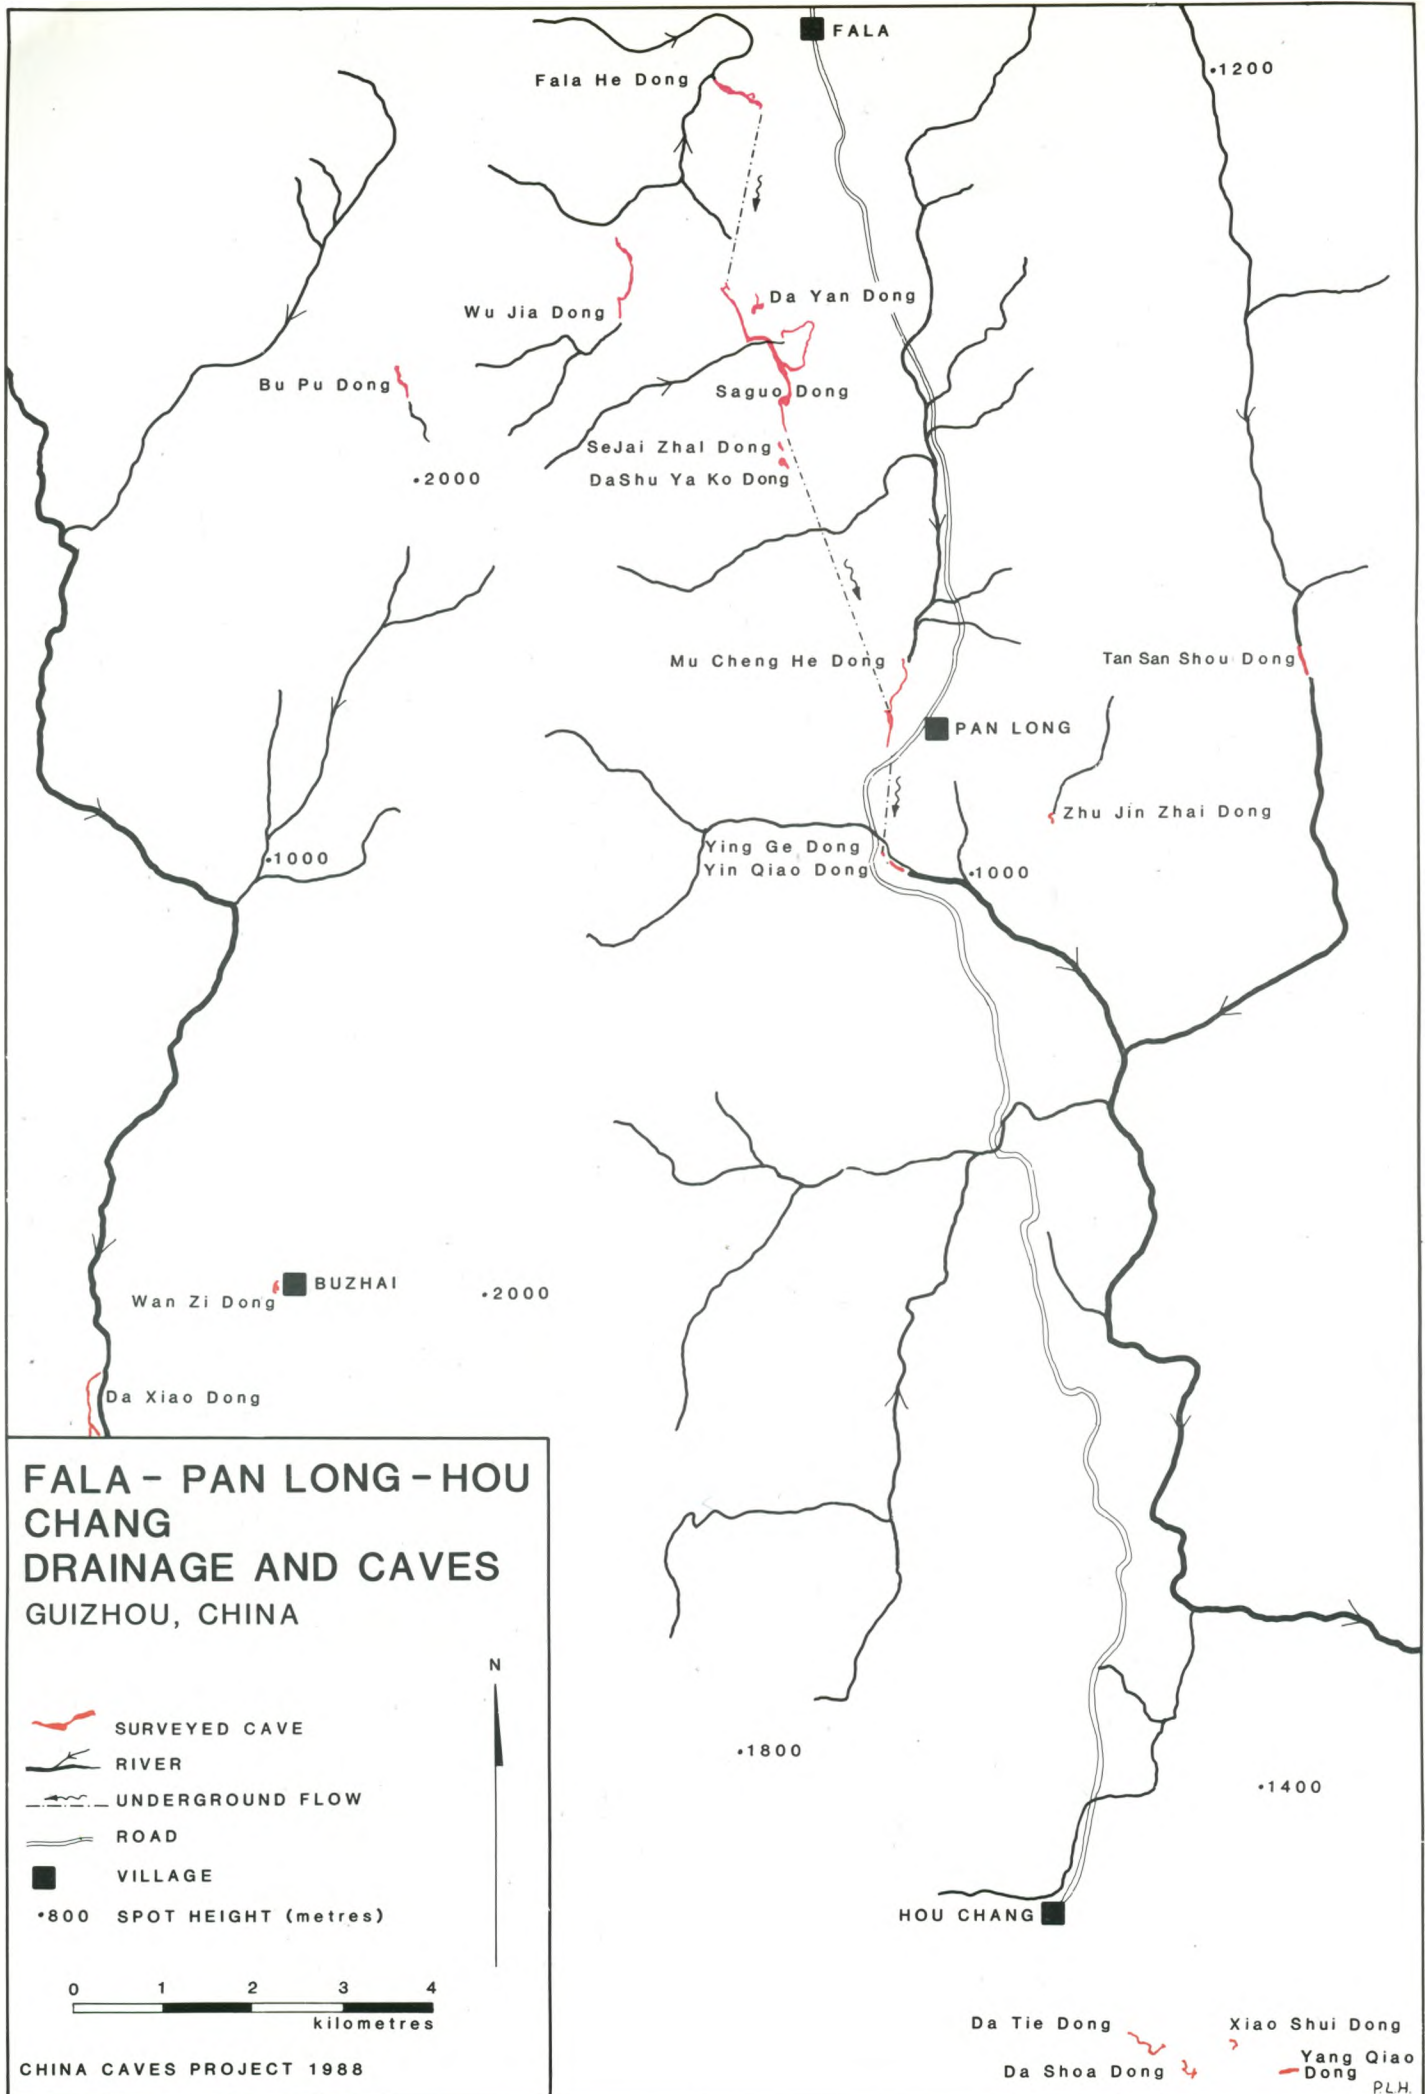 FALA
Fala He Dong
•1200
Da Yan Dong
Wu Jia Dong
Bu Pu Dong
Saguo Dong
SeJai Zhal Dong
DaShu Ya Ko Dong
•2000
Mu Cheng He Dong
Tan San Shou Dong
PAN LONG
Zhu Jin Zhai Dong
Ying Ge Dong
•1000
Yin Qiao Dong
•1000
BUZHAI
•2000
Wan Zi Dong
Da Xiao Dong
FALA - PAN LONG - HOU
CHANG
DRAINAGE AND CAVES
GUIZHOU, CHINA
N
SURVEYED CAVE
RIVER
UNDERGROUND FLOW
ROAD
VILLAGE
•800 SPOT HEIGHT (metres)
0 1 2 3 4
kilometres
CHINA CAVES PROJECT 1988
•1800
•1400
HOU CHANG
Da Tie Dong
Xiao Shui Dong
Da Shoa Dong
Yang Qiao
Dong
P.L.H.